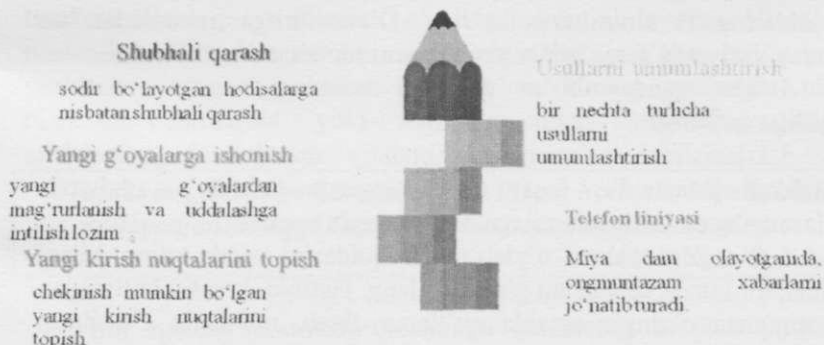 Shubhali qarash
sodir bo‘layotgan hodisalarga
nisbatan shubhali qarash
Yangi g‘oyalarga ishonish
yangi g‘oyalardan
mag‘rurlanish va uddalashga
intilish lozim
Yangi kirish nuqtalarini topish
chekinish mumkin bo‘lgan
yangi kirish nuqtalarini
topish
Usullarni umumlashtirish
bir nechta turlicha
usullarni
umumlashtirish
Telefon liniyasi
Miya dam olayotganda,
ongmuntazam xabarlarni
jo‘natib turadi